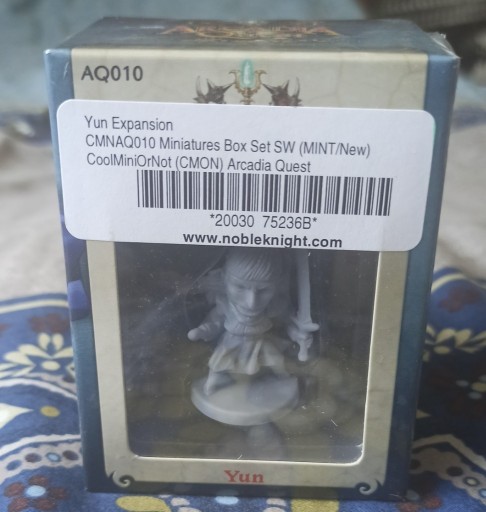 AQ010
Yun Expansion
CMNAQ010 Miniatures Box Set SW (MINT/New)
CoolMiniOrNot (CMON) Arcadia Quest
*20030 75236B*
www.nobleknight.com
Yun